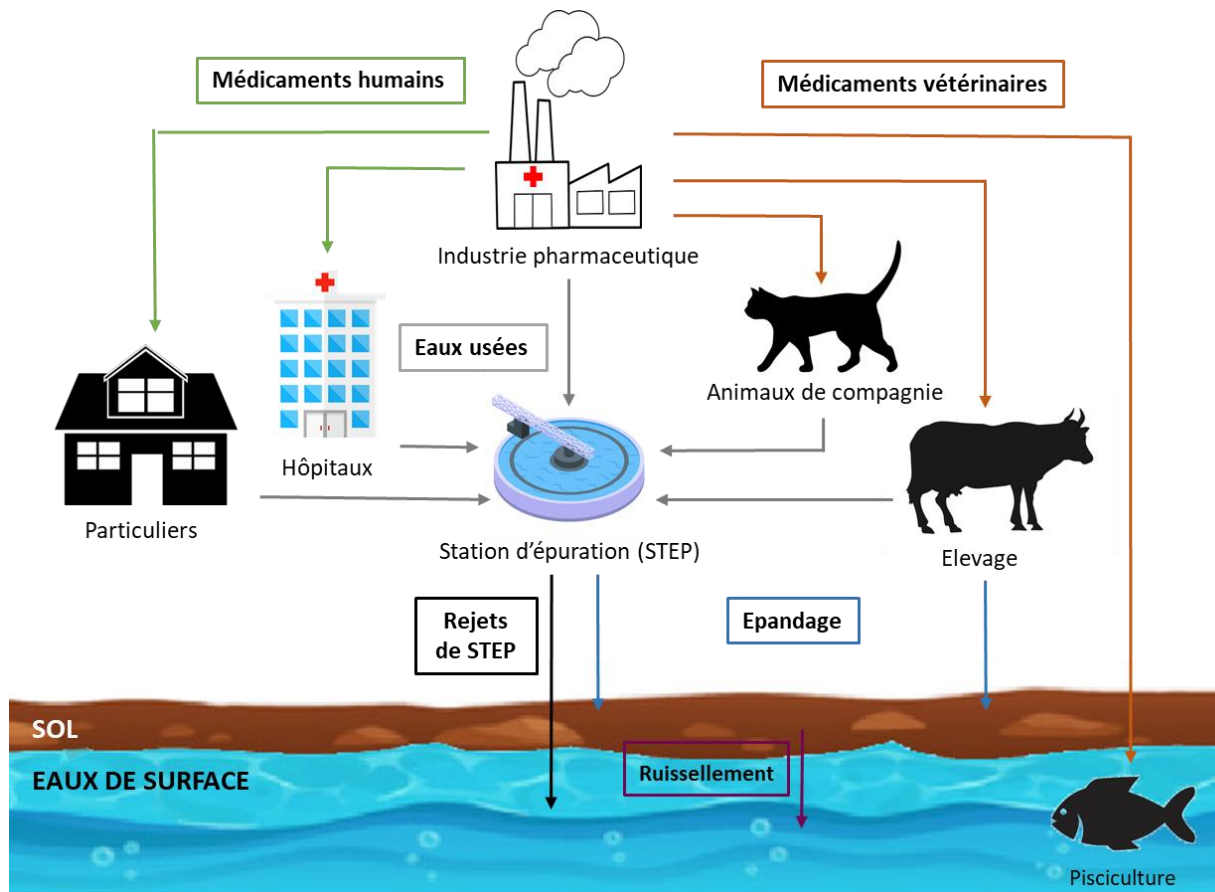 Médicaments humains
Médicaments vétérinaires
Industrie pharmaceutique
Eaux usées
Animaux de compagnie
Hôpitaux
Particuliers
Station d'épuration (STEP)
Elevage
Rejets
de STEP
Epandage
SOL
EAUX DE SURFACE
Ruissellement
Pisciculture